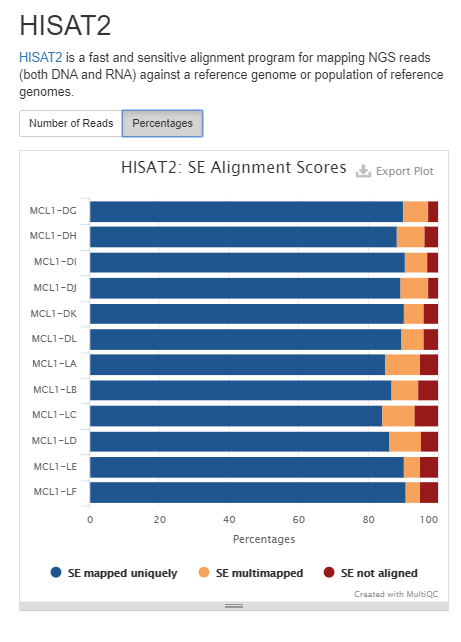 HISAT2
HISAT2 is a fast and sensitive alignment program for mapping NGS reads
(both DNA and RNA) against a reference genome or population of reference
genomes.
Number of Reads Percentages
HISAT2: SE Alignment Scores Export Plot
MCL1-DG
MCL1-DH
MCL1-DI
MCL1-DJ
MCL1-DK
MCL1-DL
MCL1-LA
MCL1-LB
MCL1-LC
MCL1-LD
MCL1-LE
MCL1-LF
0 20 40 60 80 100
Percentages
SE mapped uniquely SE multimapped SE not aligned
Created with MultiQC